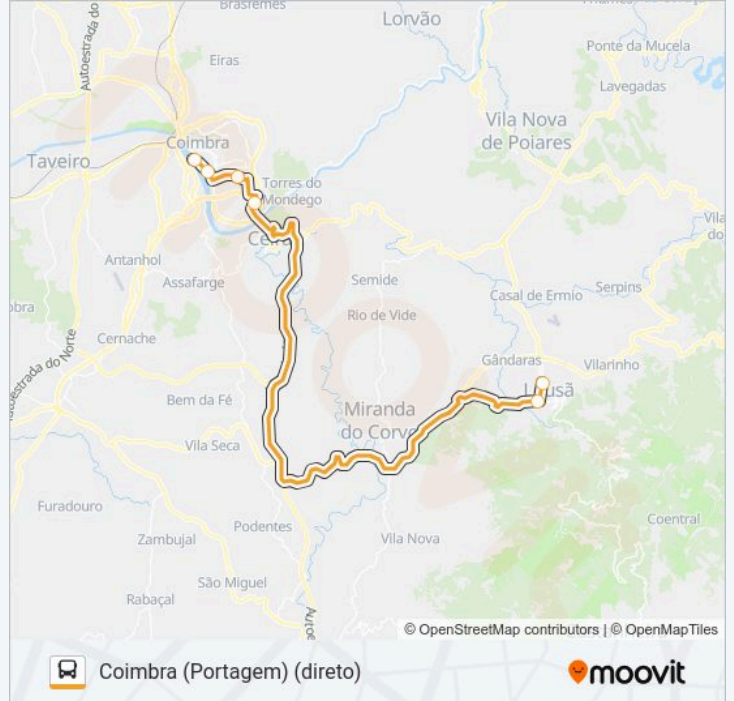 Brasfemes
Lorvão
Ponte da Mucela
Eiras
Lavegadas
Autoestrada do
Vila Nova
de Poiares
Coimbra
Taveiro
Torres do
Mondego
Vila
do
Antanhol
Assafarge
Semide
Serpins
Casal de Ermio
Rio de Vide
Cernache
Gândaras
Vilarinho
Lousã
Bem da Fé
Miranda
do Corvo
Vila Seca
Furadouro
Podentes
Coentral
Zambujal
Vila Nova
São Miguel
Rabaçal
© OpenStreetMap contributors | © OpenMapTiles
Coimbra (Portagem) (direto)
moovit